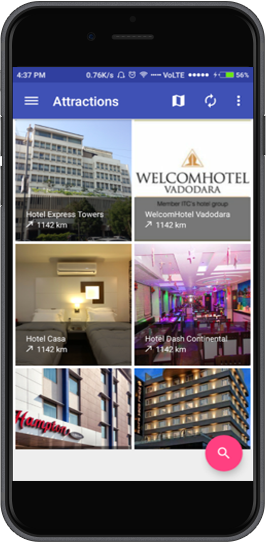 4:37 PM 0.76K/s VoLTE 56%
Attractions
WELCOMHOTEL
VADODARA
Member ITC's hotel group
Hotel Express Towers
1142 km
WelcomHotel Vadodara
1142 km
Hotel Casa
1142 km
Hotel Dash Continental
1142 km
Hampton